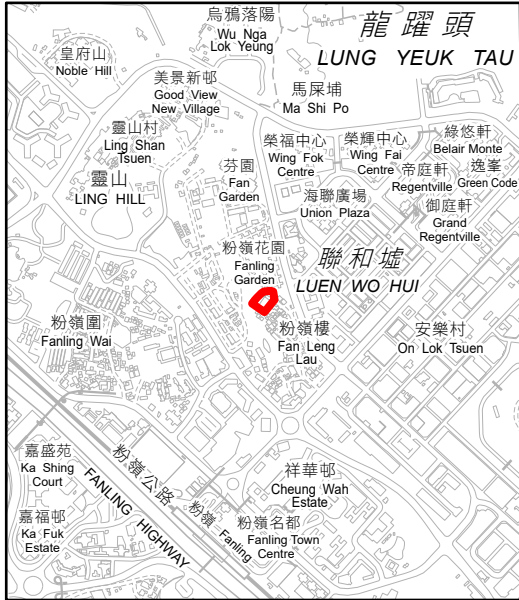 烏鴉落陽
Wu Nga
Lok Yeung
龍躍頭
LUNG YEUK TAU
皇府山
Noble Hill
美景新邨
Good View
New Village
馬屎埔
Ma Shi Po
靈山村
Ling Shan
Tsuen
榮福中心
Wing Fok
Centre
榮輝中心
Wing Fai
Centre
綠悠軒
Belair Monte
帝庭軒
Regentville
逸峯
Green Code
芬園
Fan
Garden
靈山
LING HILL
海聯廣場
Union Plaza
御庭軒
Grand
Regentville
粉嶺花園
Fanling
Garden
聯和墟
LUEN WO HUI
粉嶺圍
Fanling Wai
粉嶺樓
Fan Leng
Lau
安樂村
On Lok Tsuen
嘉盛苑
Ka Shing
Court
粉嶺公路
FANLING HIGHWAY
祥華邨
Cheung Wah
Estate
嘉福邨
Ka Fuk
Estate
粉嶺 Fanling
粉嶺名都
Fanling Town
Centre